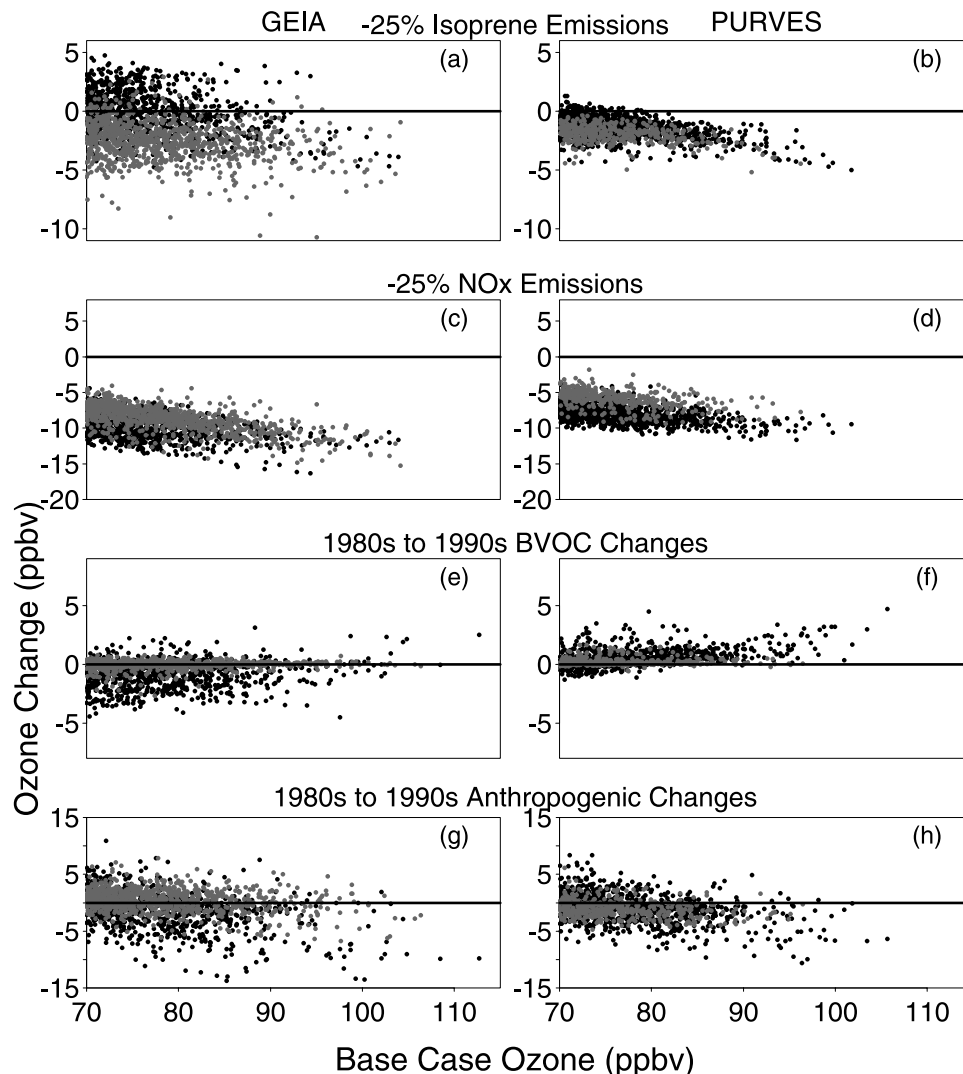 GEIA -25% Isoprene Emissions PURVES
(a) (b)
5 5
0 0
-5 -5
-10 -10
-25% NOx Emissions
(c) (d)
5 5
0 0
-5 -5
-10 -10
-15 -15
-20 -20
1980s to 1990s BVOC Changes
(e) (f)
5 5
0 0
-5 -5
1980s to 1990s Anthropogenic Changes
(g) (h)
15 15
5 5
0 0
-5 -5
-15 -15
70 80 90 100 110 70 80 90 100 110
Ozone Change (ppbv)
Base Case Ozone (ppbv)